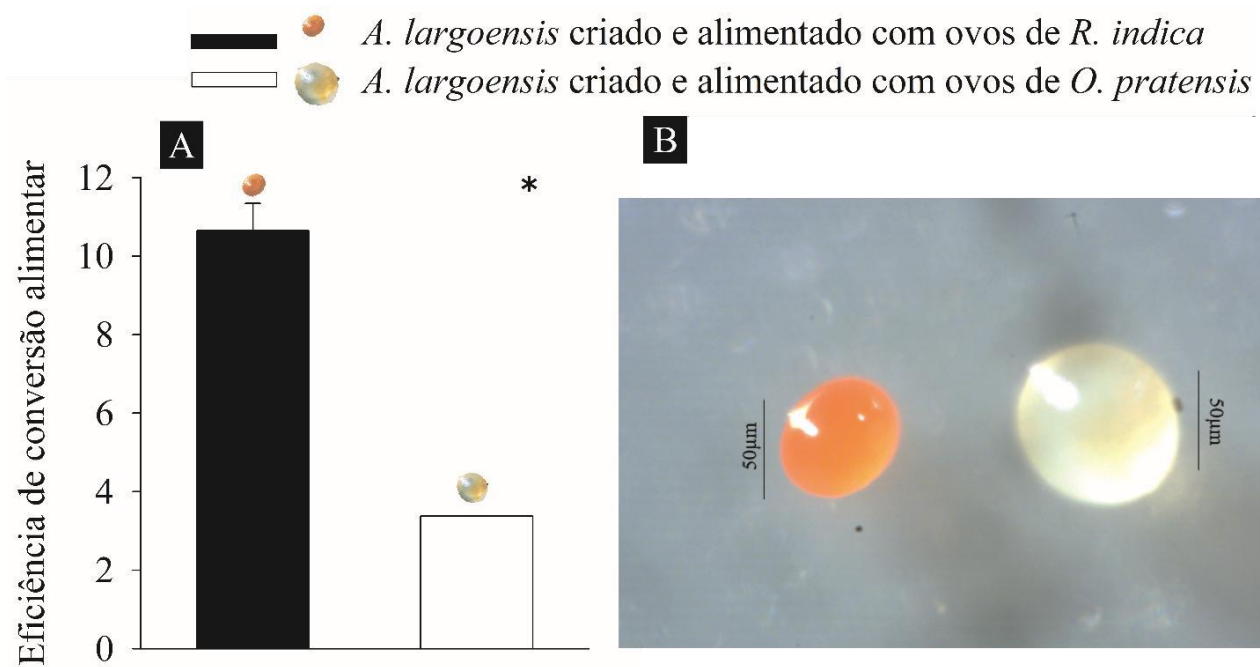 A. largoensis criado e alimentado com ovos de R. indica
A. largoensis criado e alimentado com ovos de O. pratensis
A
B
Eficiência de conversão alimentar
12
10
8
6
4
2
0
*
50µm
50µm